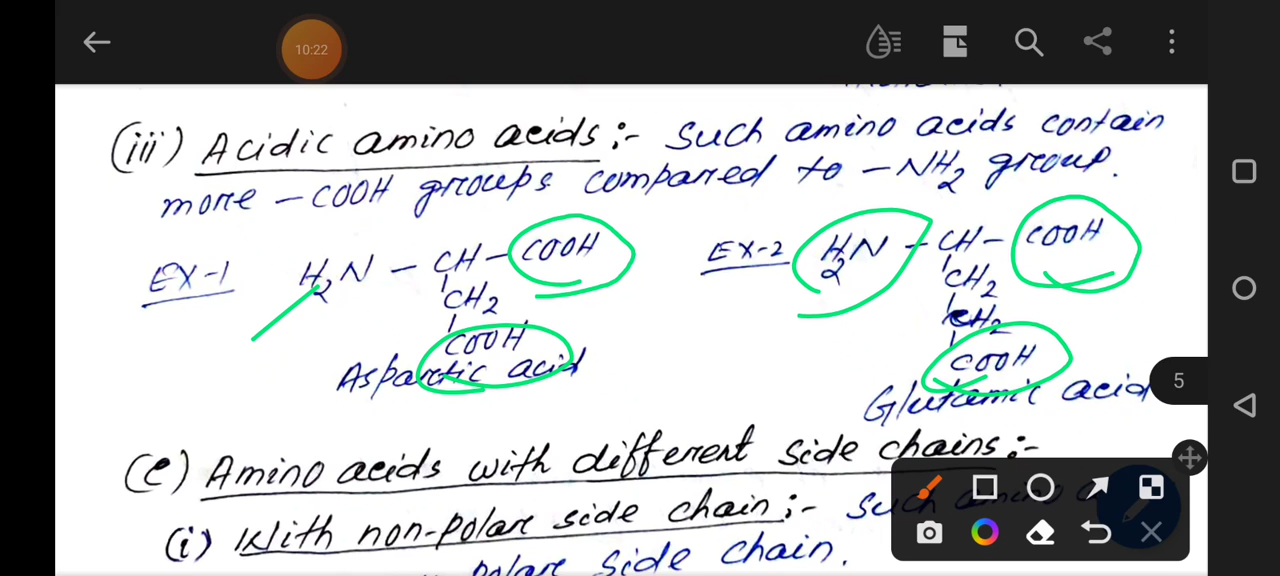 10:22
(iii) Acidic amino acids :- Such amino acids contain
more -COOH groups compared to -NH2 group.
EX-1 H2N - CH - COOH
CH2
COOH
Aspartic acid
EX-2 H2N - CH - COOH
CH2
CH2
COOH
Glutamic acid
5
(e) Amino acids with different side chains :-
(i) With non-polar side chain :- Such amino a
polar side chain.